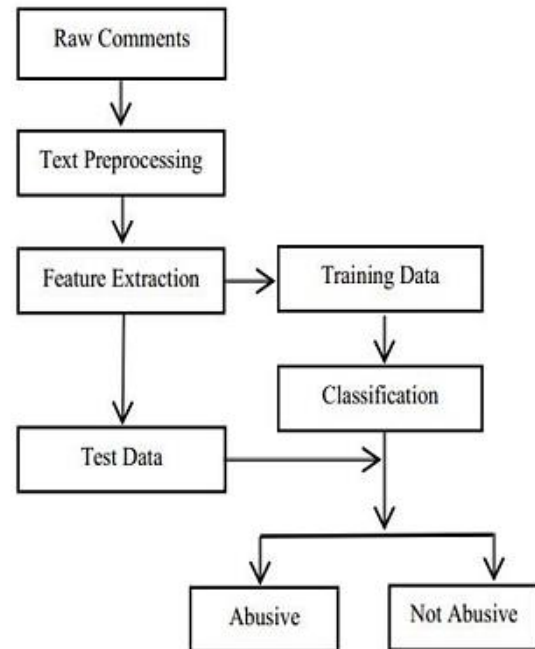 Raw Comments
Text Preprocessing
Feature Extraction
Training Data
Classification
Test Data
Abusive
Not Abusive